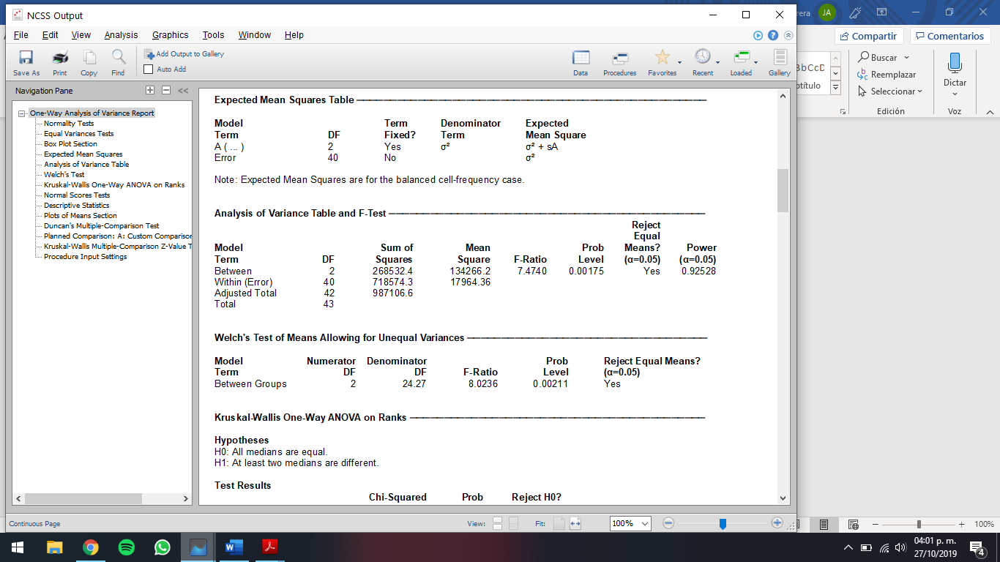 NCSS Output
File Edit View Analysis Graphics Tools Window Help
Save As Print Copy Find
Add Output to Gallery
Auto Add
Data Procedures Favorites Recent Loaded Gallery
Navigation Pane
One-Way Analysis of Variance Report
Normality Tests
Equal Variances Tests
Box Plot Section
Expected Mean Squares
Analysis of Variance Table
Welch's Test
Kruskal-Wallis One-Way ANOVA on Ranks
Normal Scores Tests
Descriptive Statistics
Plots of Means Section
Duncan's Multiple-Comparison Test
Planned Comparison: A: Custom Comparison
Kruskal-Wallis Multiple-Comparison Z-Value T
Procedure Input Settings
Expected Mean Squares Table
Model Term Denominator Expected
Term DF Fixed? Term Mean Square
A ( ... ) 2 Yes σ² σ² + sA
Error 40 No σ²
Note: Expected Mean Squares are for the balanced cell-frequency case.
Analysis of Variance Table and F-Test
Reject
Equal
Model Sum of Mean Prob Means? Power
Term DF Squares Square F-Ratio Level (α=0.05) (α=0.05)
Between 2 268532.4 134266.2 7.4740 0.00175 Yes 0.92528
Within (Error) 40 718574.3 17964.36
Adjusted Total 42 987106.6
Total 43
Welch's Test of Means Allowing for Unequal Variances
Model Numerator Denominator Prob Reject Equal Means?
Term DF DF F-Ratio Level (α=0.05)
Between Groups 2 24.27 8.0236 0.00211 Yes
Kruskal-Wallis One-Way ANOVA on Ranks
Hypotheses
H0: All medians are equal.
H1: At least two medians are different.
Test Results
Chi-Squared Prob Reject H0?
Continuous Page
View: Fit: 100%
rera JA
Compartir Comentarios
BbCcD
btítulo
Buscar
Reemplazar
Seleccionar
Edición
Dictar
Voz
100%
04:01 p. m.
27/10/2019
4